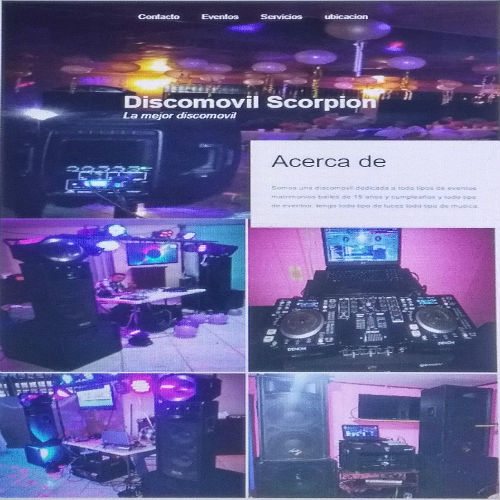 Contacto Eventos Servicios ubicacion
Discomovil Scorpion
La mejor discomovil
Acerca de
Somos una discomovil dedicada a todo tipos de eventos
matrimonios bailes de 15 años y cumpleaños y todo tipo
de eventos tengo todo tipo de luces todo tipo de musica
DENON
DENON